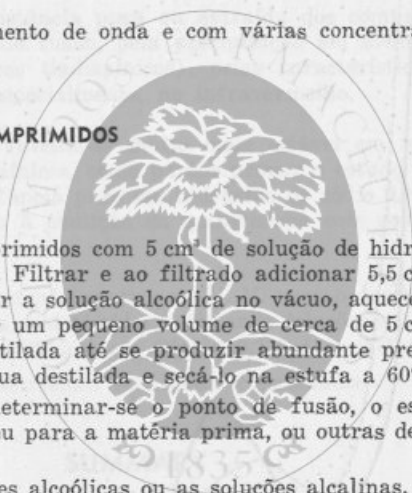 mento de onda e com várias concentra
MPRIMIDOS
primidos com 5 cm³ de solução de hidr
Filtrar e ao filtrado adicionar 5,5 c
r a solução alcoólica no vácuo, aquec
um pequeno volume de cerca de 5 c
tilada até se produzir abundante pre
ua destilada e secá-lo na estufa a 60°
determinar-se o ponto de fusão, o es
u para a matéria prima, ou outras de
1835
es alcoólicas ou as soluções alcalinas,